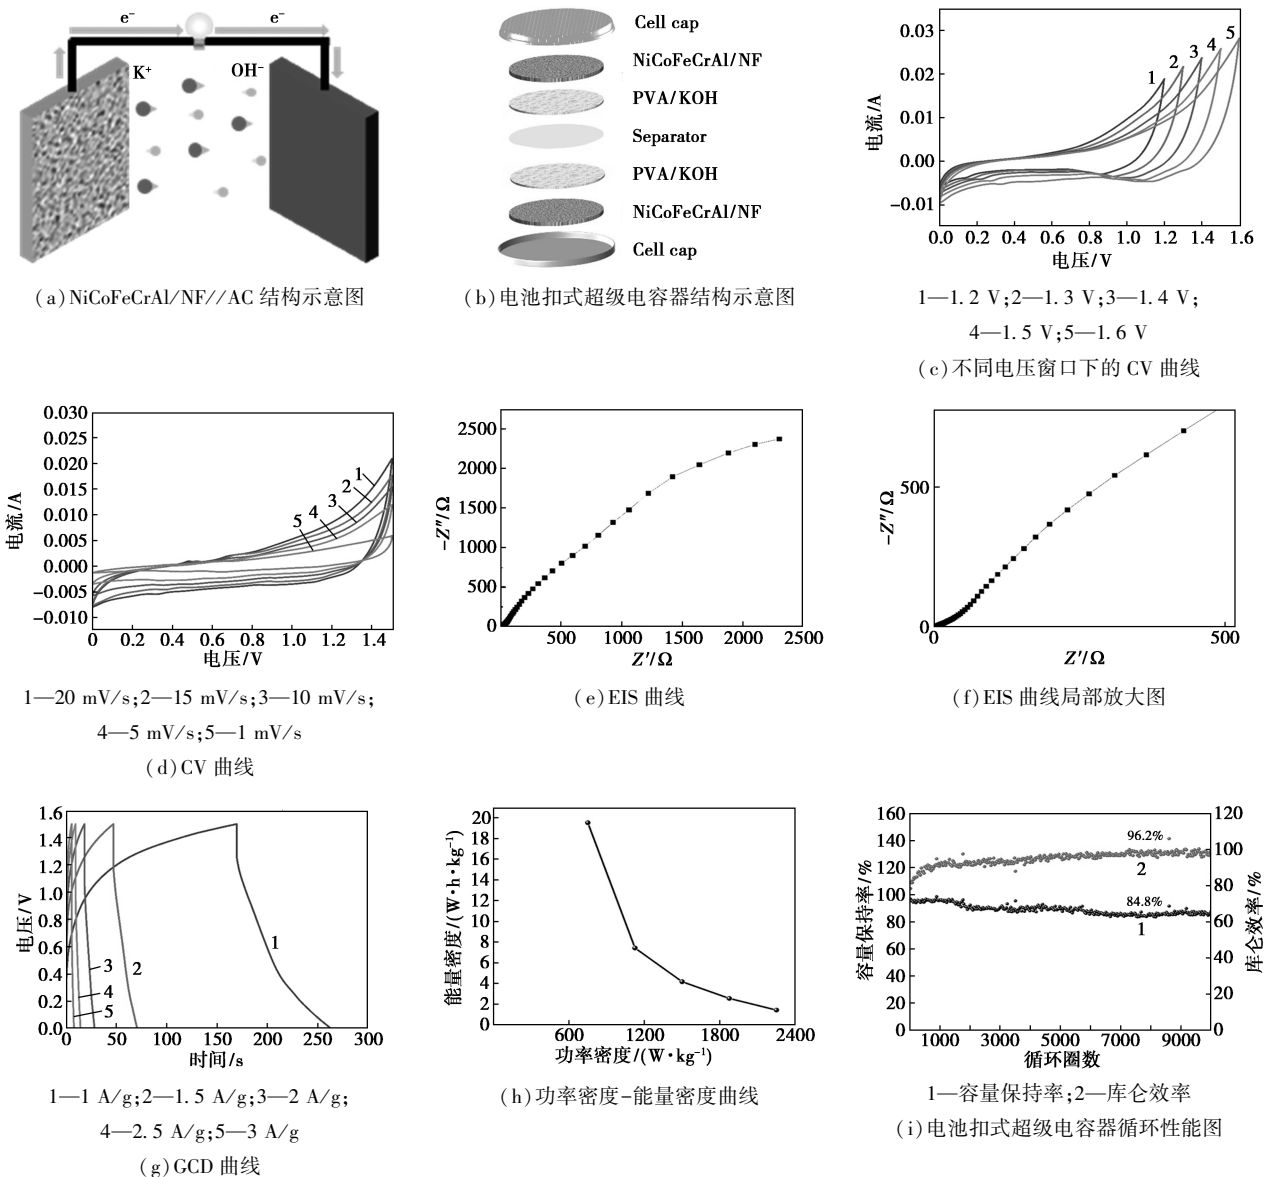 e⁻ e⁻
K⁺ OH⁻
(a)NiCoFeCrAl/NF//AC 结构示意图
Cell cap
NiCoFeCrAl/NF
PVA/KOH
Separator
PVA/KOH
NiCoFeCrAl/NF
Cell cap
(b)电池扣式超级电容器结构示意图
电流/A
0.03
0.02
0.01
0.00
−0.01
1 2 3 4 5
0.0 0.2 0.4 0.6 0.8 1.0 1.2 1.4 1.6
电压/V
1—1.2 V;2—1.3 V;3—1.4 V;
4—1.5 V;5—1.6 V
(c)不同电压窗口下的 CV 曲线
电流/A
0.030
0.025
0.020
0.015
0.010
0.005
0.000
−0.005
−0.010
1
2
3
4
5
0 0.2 0.4 0.6 0.8 1.0 1.2 1.4
电压/V
1—20 mV/s;2—15 mV/s;3—10 mV/s;
4—5 mV/s;5—1 mV/s
(d)CV 曲线
−Z″/Ω
2500
2000
1500
1000
500
0
500 1000 1500 2000 2500
Z′/Ω
(e)EIS 曲线
−Z″/Ω
500
0
0 500
Z′/Ω
(f)EIS 曲线局部放大图
电压/V
1.6
1.4
1.2
1.0
0.8
0.6
0.4
0.2
0.0
1
2
3
4
5
0 50 100 150 200 250 300
时间/s
1—1 A/g;2—1.5 A/g;3—2 A/g;
4—2.5 A/g;5—3 A/g
(g)GCD 曲线
能量密度/(W·h·kg⁻¹)
20
18
16
14
12
10
8
6
4
2
0
600 1200 1800 2400
功率密度/(W·kg⁻¹)
(h)功率密度−能量密度曲线
容量保持率/%
160
140
120
100
80
60
40
20
0
96.2%
2
84.8%
1
120
100
80
60
40
20
0
库仑效率/%
1000 3000 5000 7000 9000
循环圈数
1—容量保持率;2—库仑效率
(i)电池扣式超级电容器循环性能图